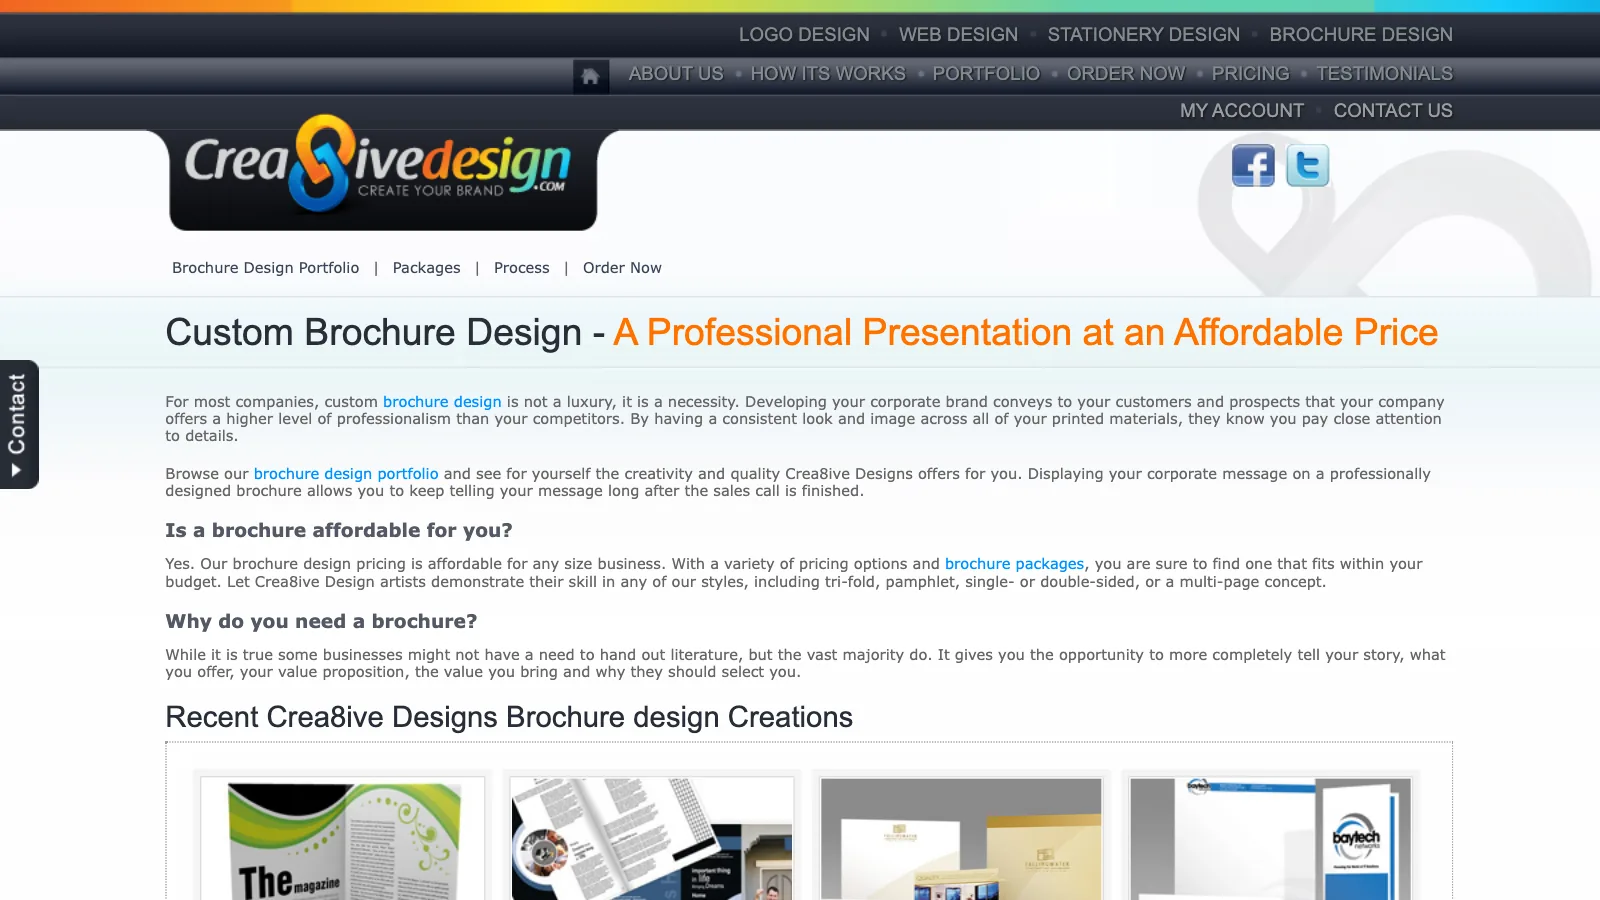 LOGO DESIGN • WEB DESIGN • STATIONERY DESIGN • BROCHURE DESIGN
ABOUT US • HOW ITS WORKS • PORTFOLIO • ORDER NOW • PRICING • TESTIMONIALS
MY ACCOUNT • CONTACT US
Crea8ivedesign.COM
CREATE YOUR BRAND
Brochure Design Portfolio | Packages | Process | Order Now
Custom Brochure Design - A Professional Presentation at an Affordable Price
Contact
For most companies, custom brochure design is not a luxury, it is a necessity. Developing your corporate brand conveys to your customers and prospects that your company
offers a higher level of professionalism than your competitors. By having a consistent look and image across all of your printed materials, they know you pay close attention
to details.
Browse our brochure design portfolio and see for yourself the creativity and quality Crea8ive Designs offers for you. Displaying your corporate message on a professionally
designed brochure allows you to keep telling your message long after the sales call is finished.
Is a brochure affordable for you?
Yes. Our brochure design pricing is affordable for any size business. With a variety of pricing options and brochure packages, you are sure to find one that fits within your
budget. Let Crea8ive Design artists demonstrate their skill in any of our styles, including tri-fold, pamphlet, single- or double-sided, or a multi-page concept.
Why do you need a brochure?
While it is true some businesses might not have a need to hand out literature, but the vast majority do. It gives you the opportunity to more completely tell your story, what
you offer, your value proposition, the value you bring and why they should select you.
Recent Crea8ive Designs Brochure design Creations
The magazine
Important thing
in life
Home
FALLINGWATER
baytech
networks